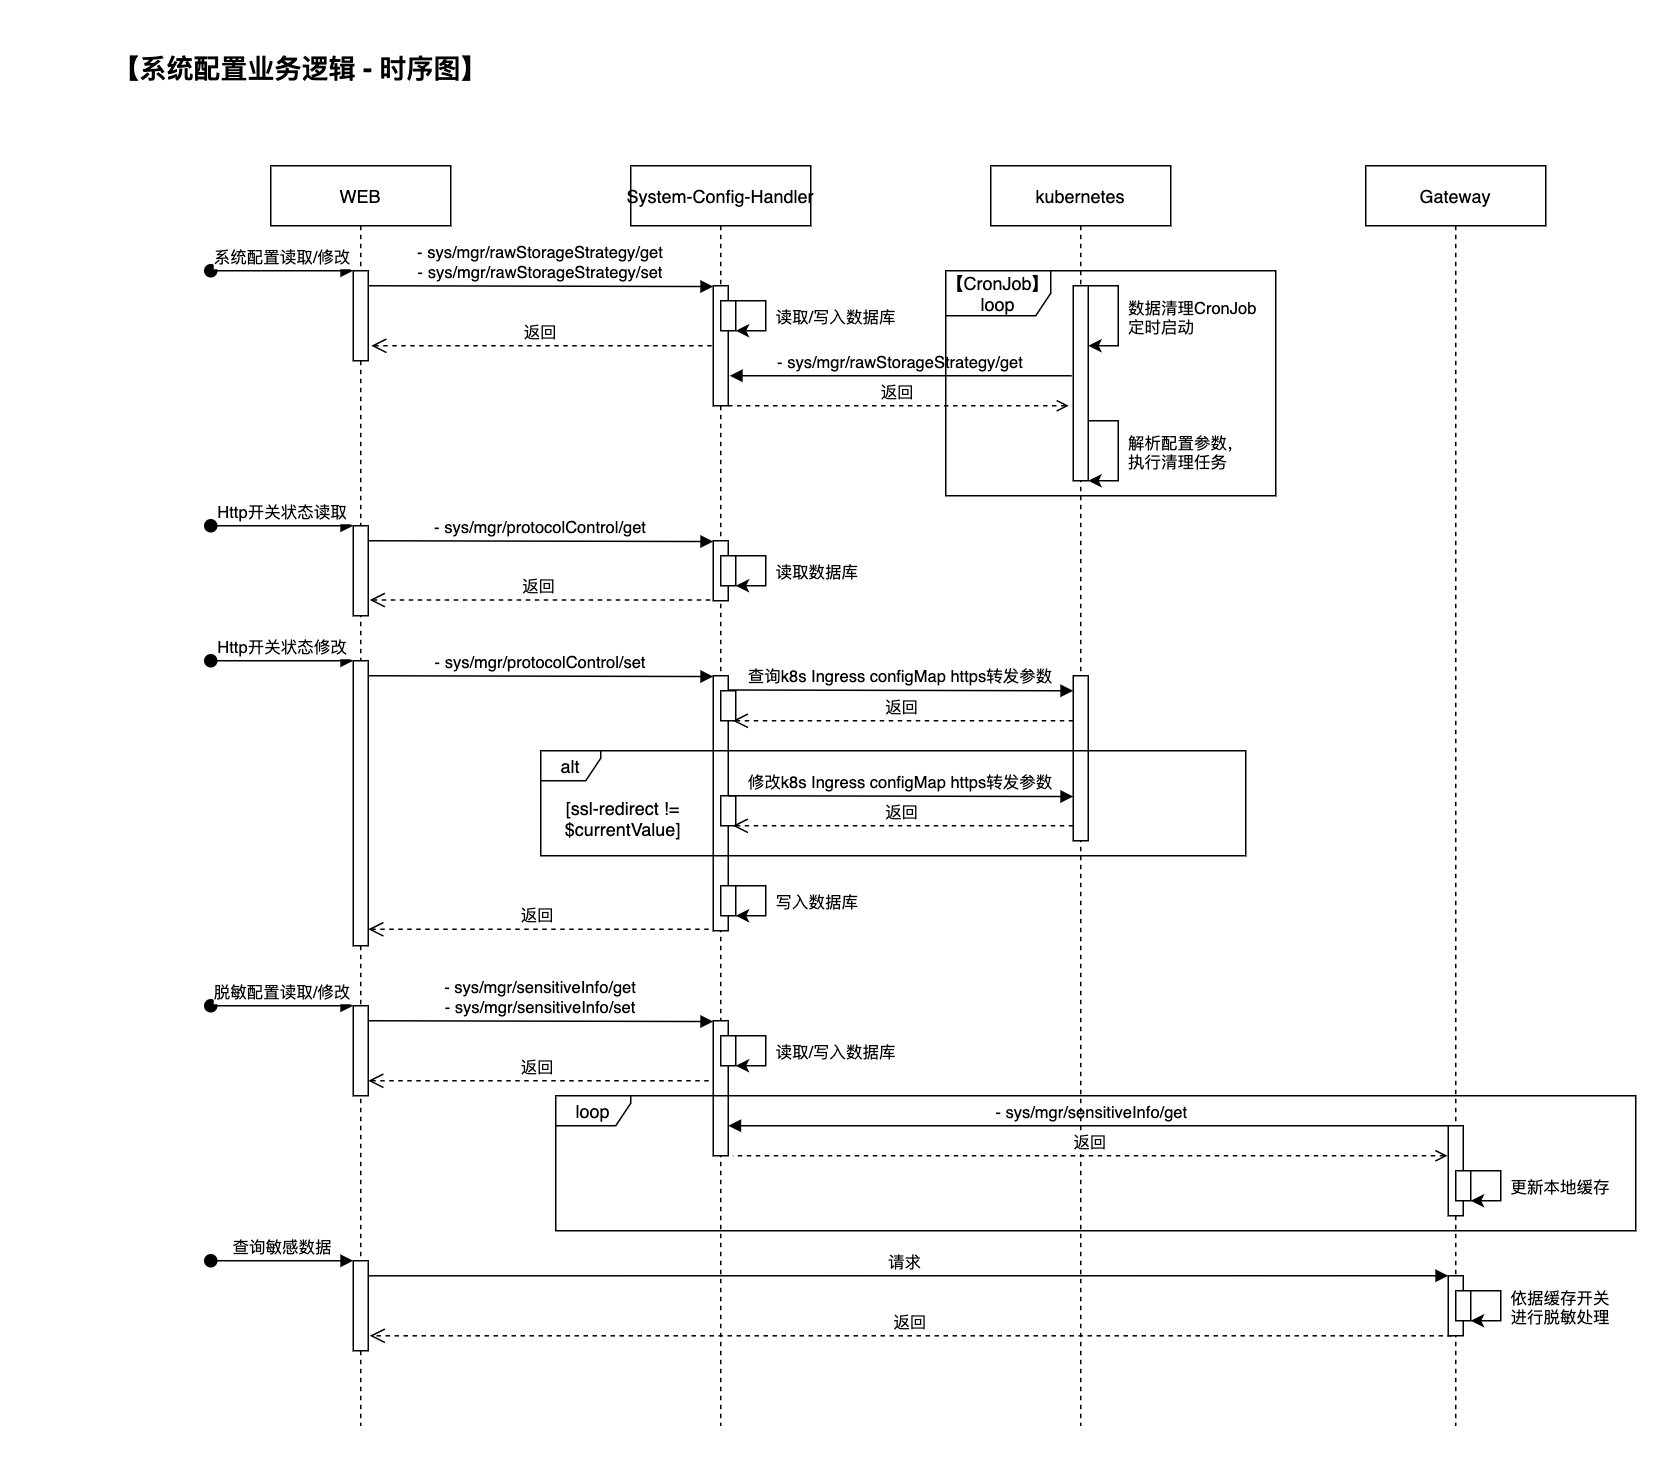 【系统配置业务逻辑 - 时序图】
WEB
System-Config-Handler
kubernetes
Gateway
系统配置读取/修改
- sys/mgr/rawStorageStrategy/get
- sys/mgr/rawStorageStrategy/set
读取/写入数据库
返回
【CronJob】
loop
数据清理CronJob
定时启动
- sys/mgr/rawStorageStrategy/get
返回
解析配置参数，
执行清理任务
Http开关状态读取
- sys/mgr/protocolControl/get
读取数据库
返回
Http开关状态修改
- sys/mgr/protocolControl/set
查询k8s Ingress configMap https转发参数
返回
alt
[ssl-redirect !=
$currentValue]
修改k8s Ingress configMap https转发参数
返回
写入数据库
返回
脱敏配置读取/修改
- sys/mgr/sensitiveInfo/get
- sys/mgr/sensitiveInfo/set
读取/写入数据库
返回
loop
- sys/mgr/sensitiveInfo/get
返回
更新本地缓存
查询敏感数据
请求
依据缓存开关
进行脱敏处理
返回